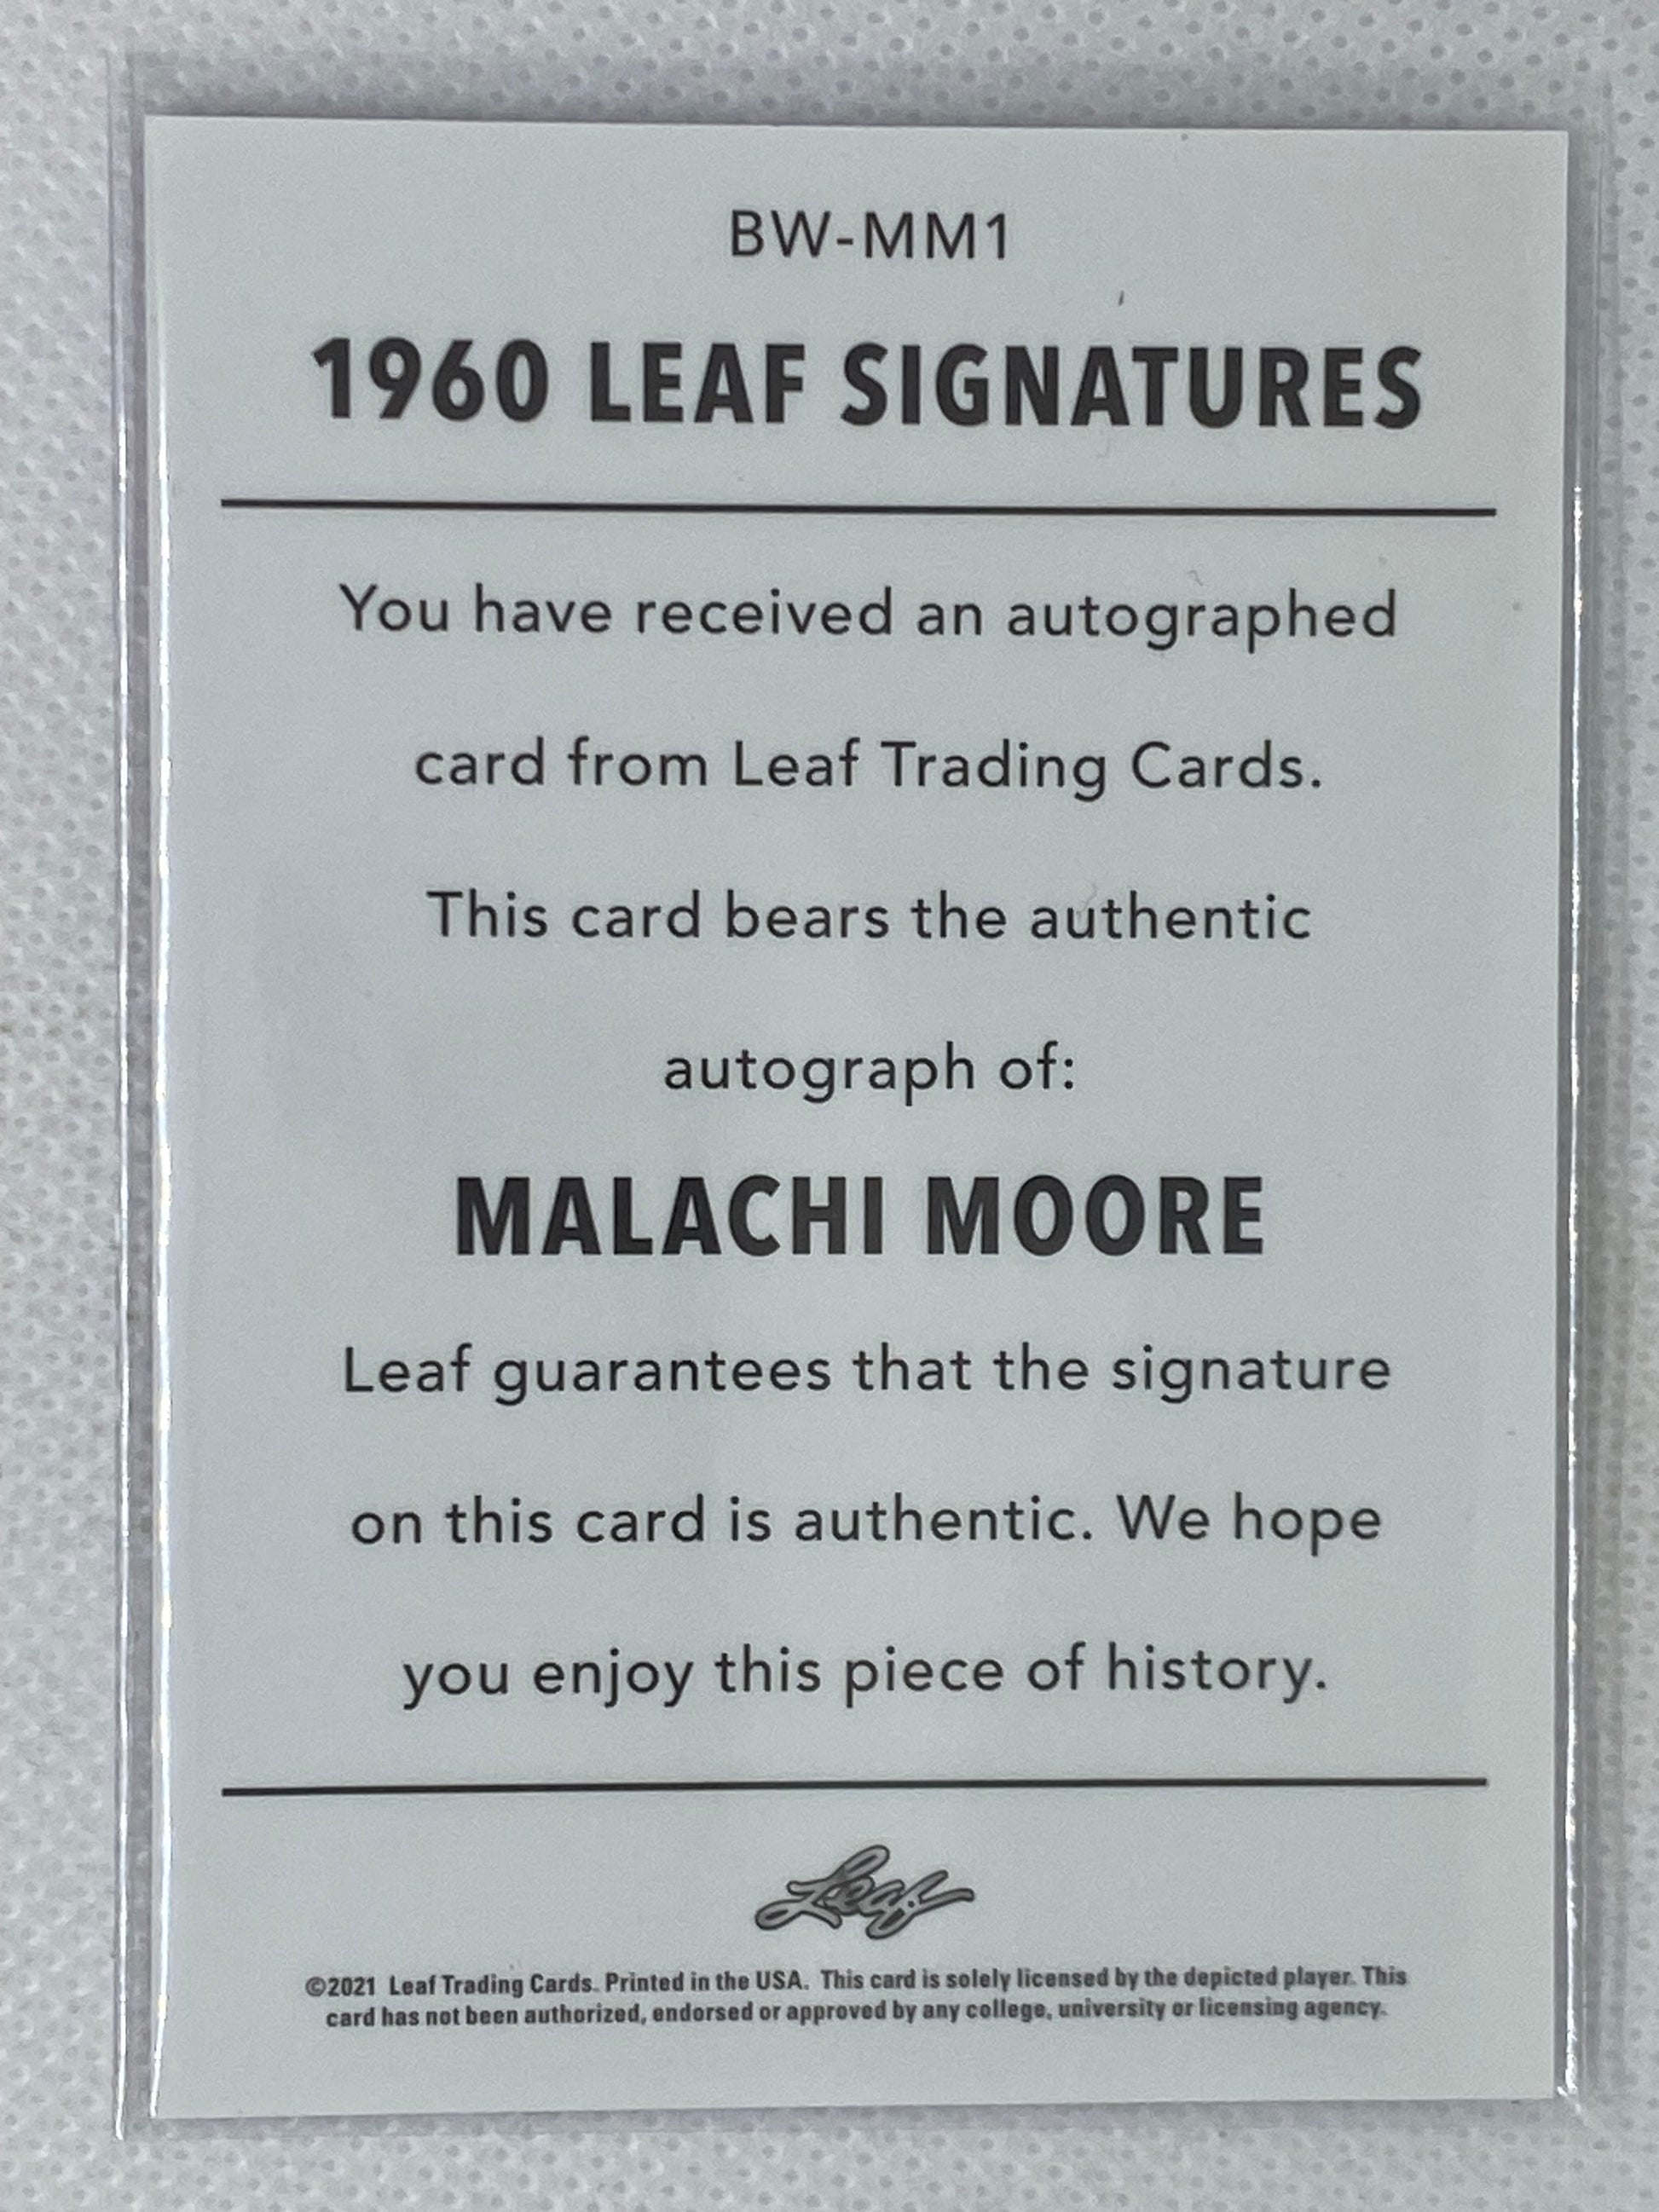 BW-MM1
1960 LEAF SIGNATURES
You have received an autographed
card from Leaf Trading Cards.
This card bears the authentic
autograph of:
MALACHI MOORE
Leaf guarantees that the signature
on this card is authentic. We hope
you enjoy this piece of history.
Leaf
©2021 Leaf Trading Cards. Printed in the USA. This card is solely licensed by the depicted player. This
card has not been authorized, endorsed or approved by any college, university or licensing agency.